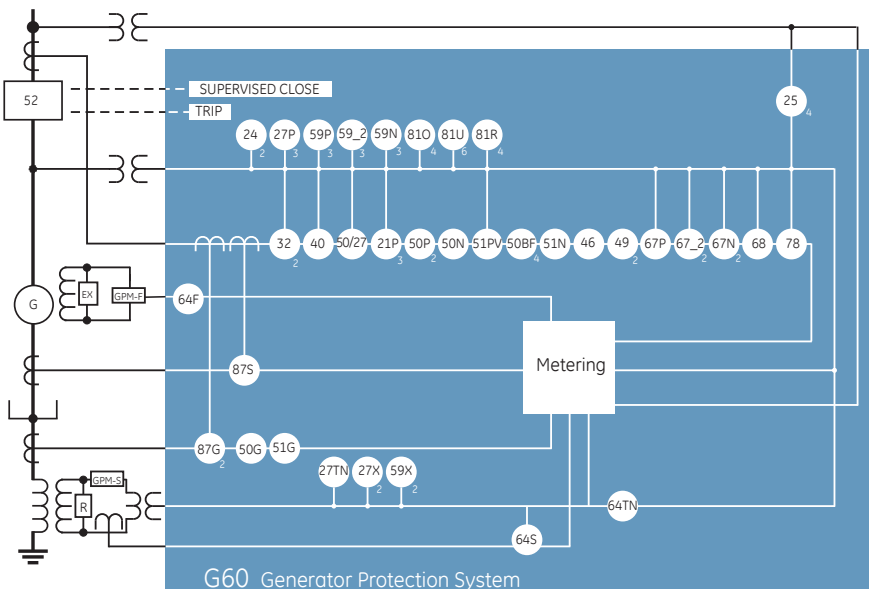 52
SUPERVISED CLOSE
TRIP
25
4
24 27P 59P 59_2 59N 81O 81U 81R
2 3 3 3 3 4 6 4
32 40 50/27 21P 50P 50N 51PV 50BF 51N 46 49 67P 67_2 67N 68 78
2 3 2 4 2 2 2
G
EX
GPM-F
64F
Metering
87S
87G 50G 51G
2
27TN 27X 59X
2 2
GPM-S
R
64TN
64S
G60 Generator Protection System